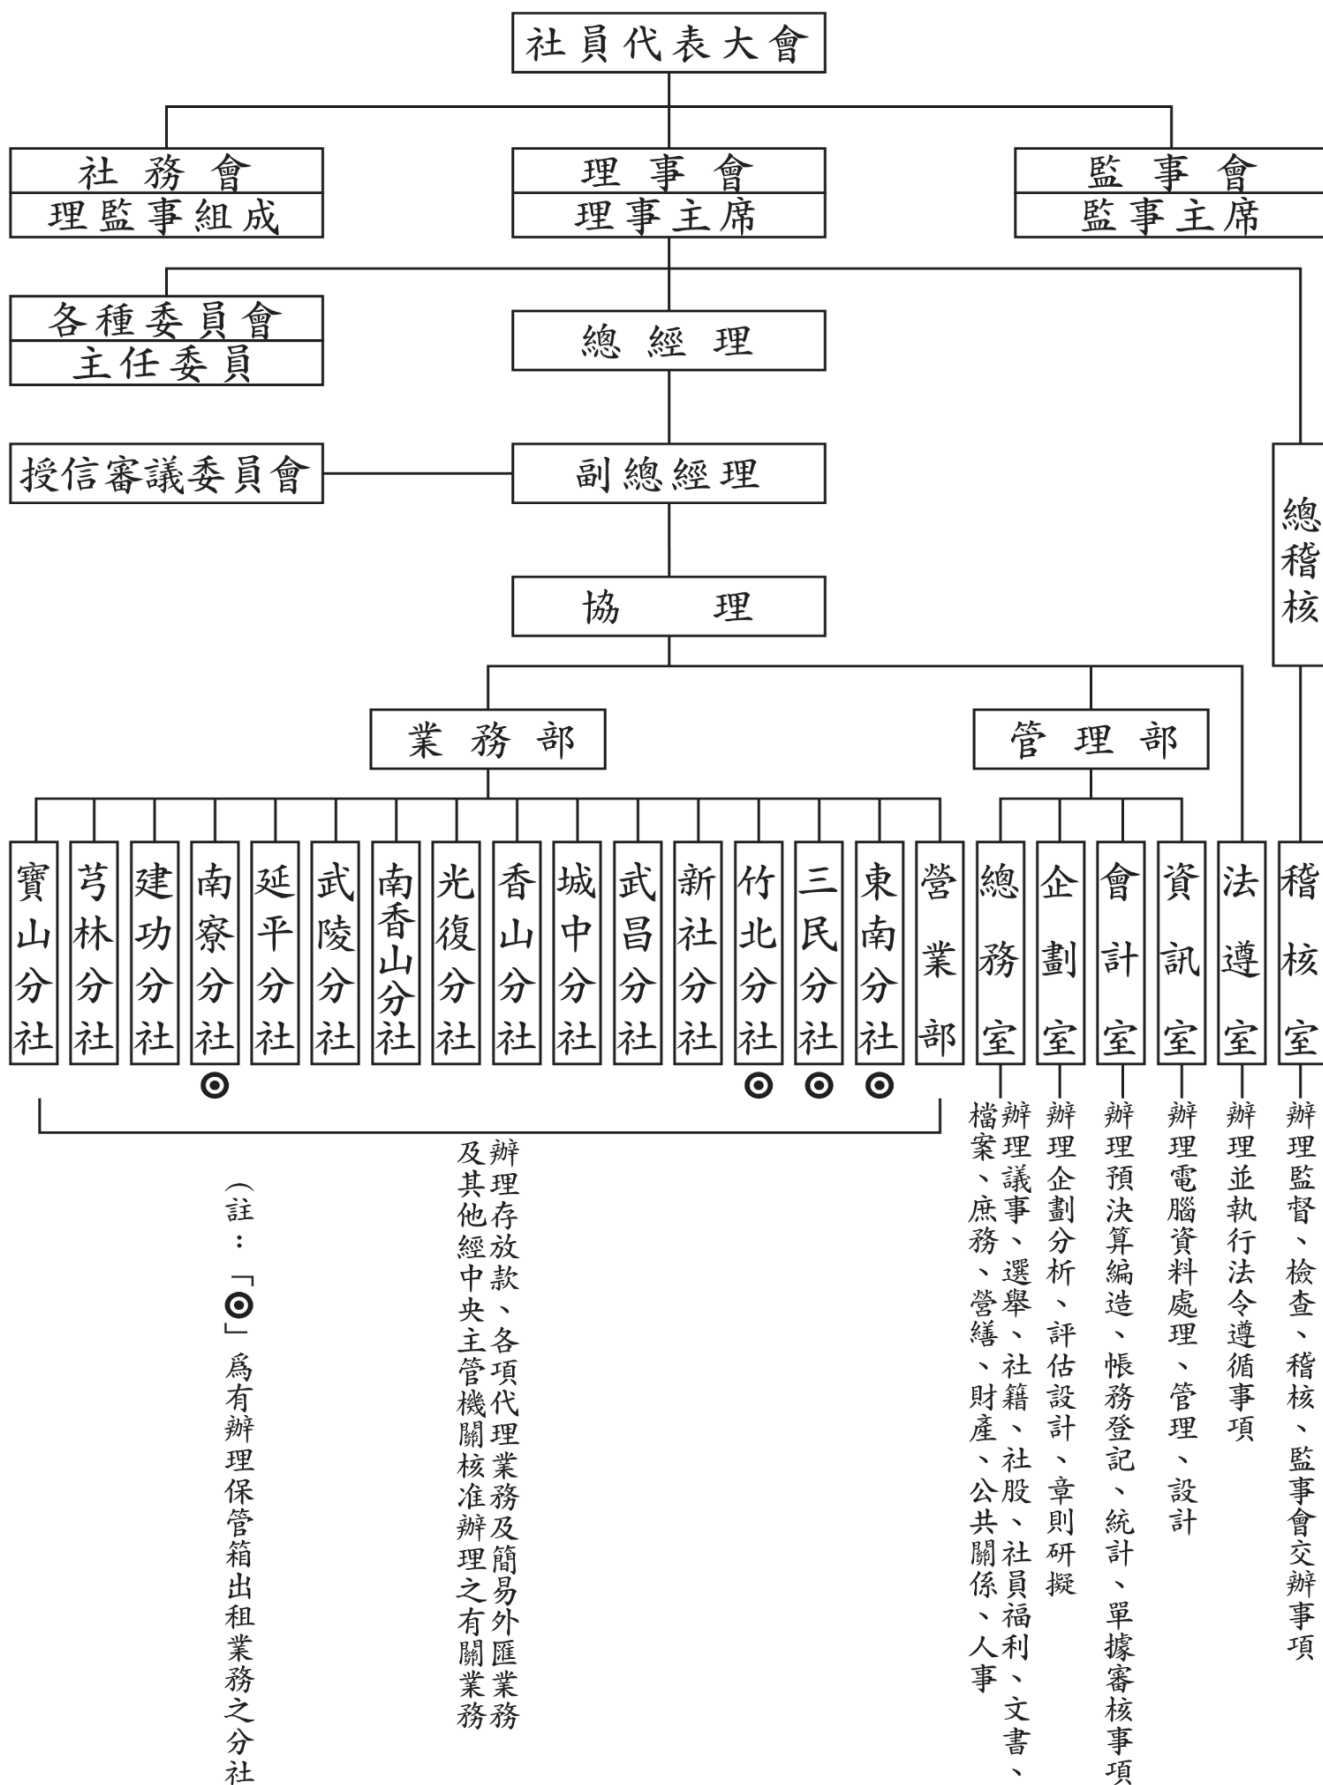 社員代表大會
社務會
理監事組成
理事會
理事主席
監事會
監事主席
各種委員會
主任委員
總經理
授信審議委員會
副總經理
總稽核
協理
業務部
管理部
寶山分社
芎林分社
建功分社
南寮分社
延平分社
武陵分社
南香山分社
光復分社
香山分社
城中分社
武昌分社
新社分社
竹北分社
三民分社
東南分社
營業部
總務室
企劃室
會計室
資訊室
法遵室
稽核室
◎
◎
◎
◎
辦理存放款、各項代理業務及簡易外匯業務
及其他經中央主管機關核准辦理之有關業務
(註：「◎」為有辦理保管箱出租業務之分社
辦理議事、選舉、社籍、社股、社員福利、文書、
檔案、庶務、營繕、財產、公共關係、人事
辦理企劃分析、評估設計、章則研擬
辦理預決算編造、帳務登記、統計、單據審核事項
辦理電腦資料處理、管理、設計
辦理並執行法令遵循事項
辦理監督、檢查、稽核、監事會交辦事項